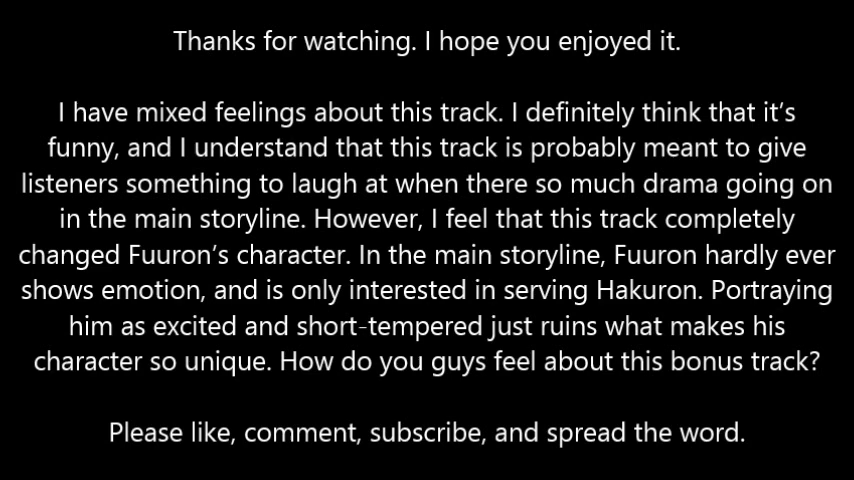 Thanks for watching. I hope you enjoyed it.
I have mixed feelings about this track. I definitely think that it's
funny, and I understand that this track is probably meant to give
listeners something to laugh at when there so much drama going on
in the main storyline. However, I feel that this track completely
changed Fuuron's character. In the main storyline, Fuuron hardly ever
shows emotion, and is only interested in serving Hakuron. Portraying
him as excited and short-tempered just ruins what makes his
character so unique. How do you guys feel about this bonus track?
Please like, comment, subscribe, and spread the word.